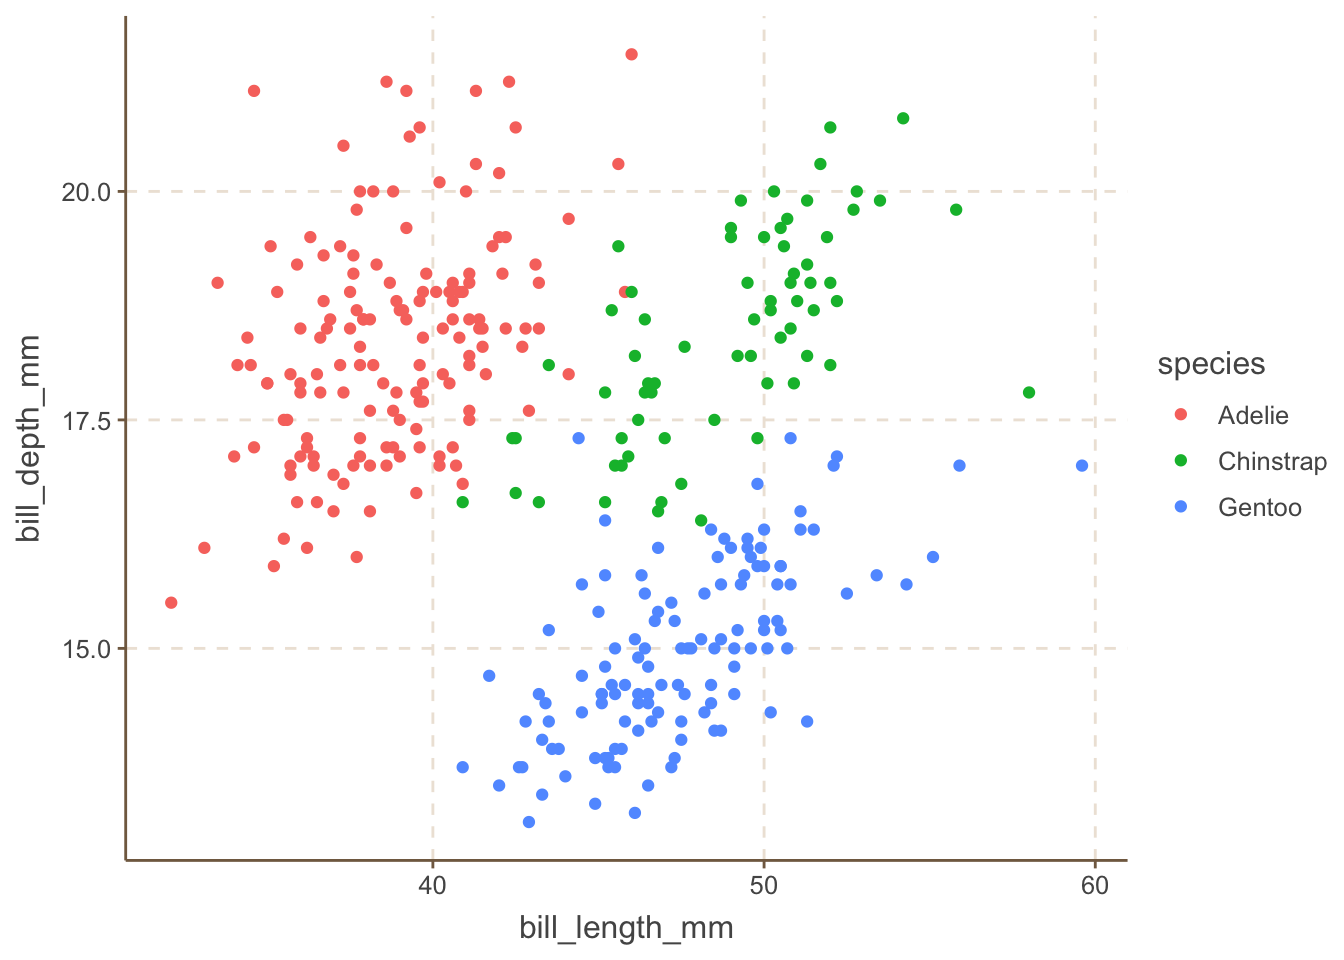 bill_depth_mm
20.0
17.5
15.0
40
50
60
bill_length_mm
species
Adelie
Chinstrap
Gentoo